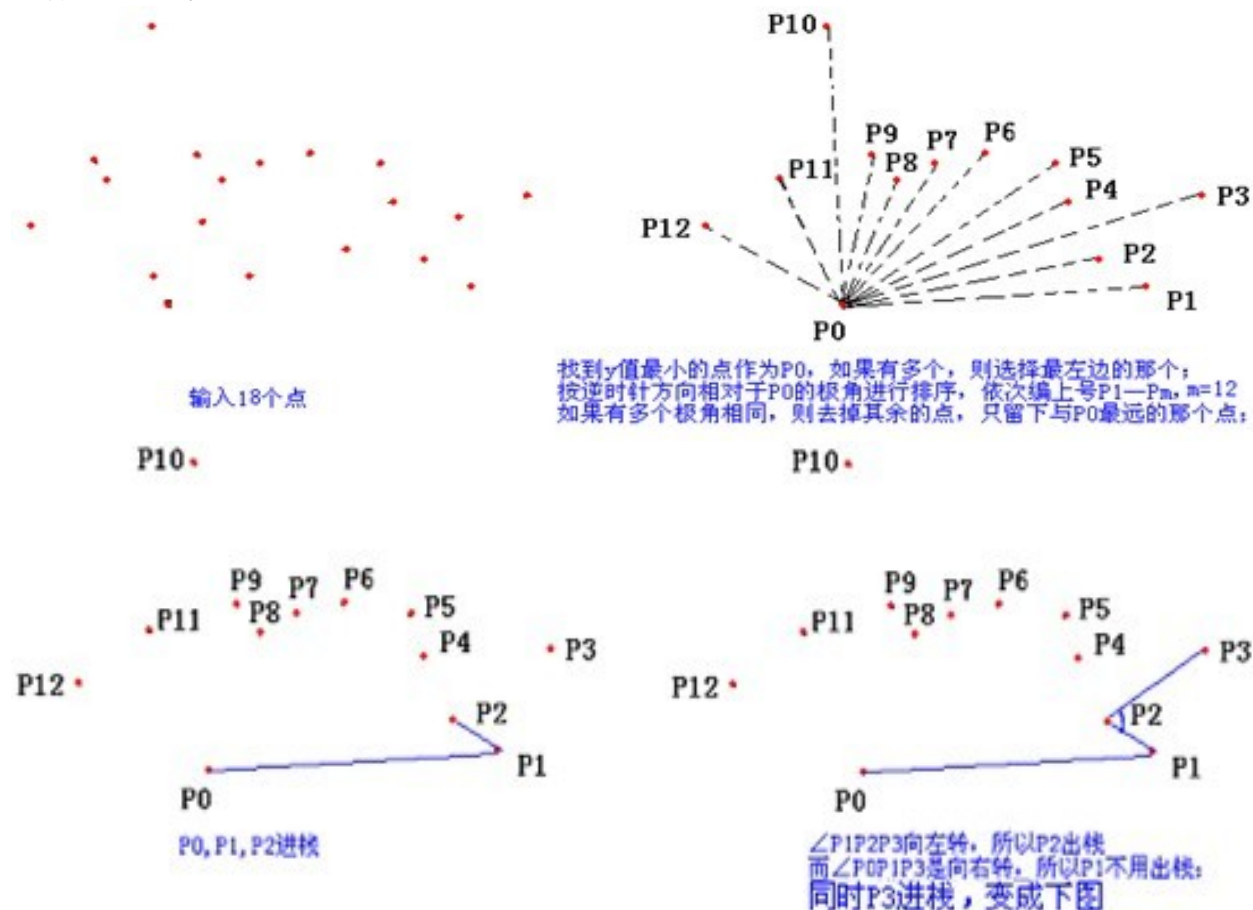 P10
P9
P7
P6
P8
P5
P11
P4
P3
P12
P2
P1
P0
输入18个点
找到y值最小的点作为P0，如果有多个，则选择最左边的那个；
按逆时针方向相对于P0的极角进行排序，依次编上号P1—Pm，m=12
如果有多个极角相同，则去掉其余的点，只留下与P0最远的那个点；
P10
P9
P7
P6
P8
P5
P11
P4
P3
P12
P2
P1
P0
P0,P1,P2进栈
P10
P9
P7
P6
P8
P5
P11
P4
P3
P12
P2
P1
P0
∠P1P2P3向左转，所以P2出栈
而∠P0P1P3是向右转，所以P1不用出栈；
同时P3进栈，变成下图